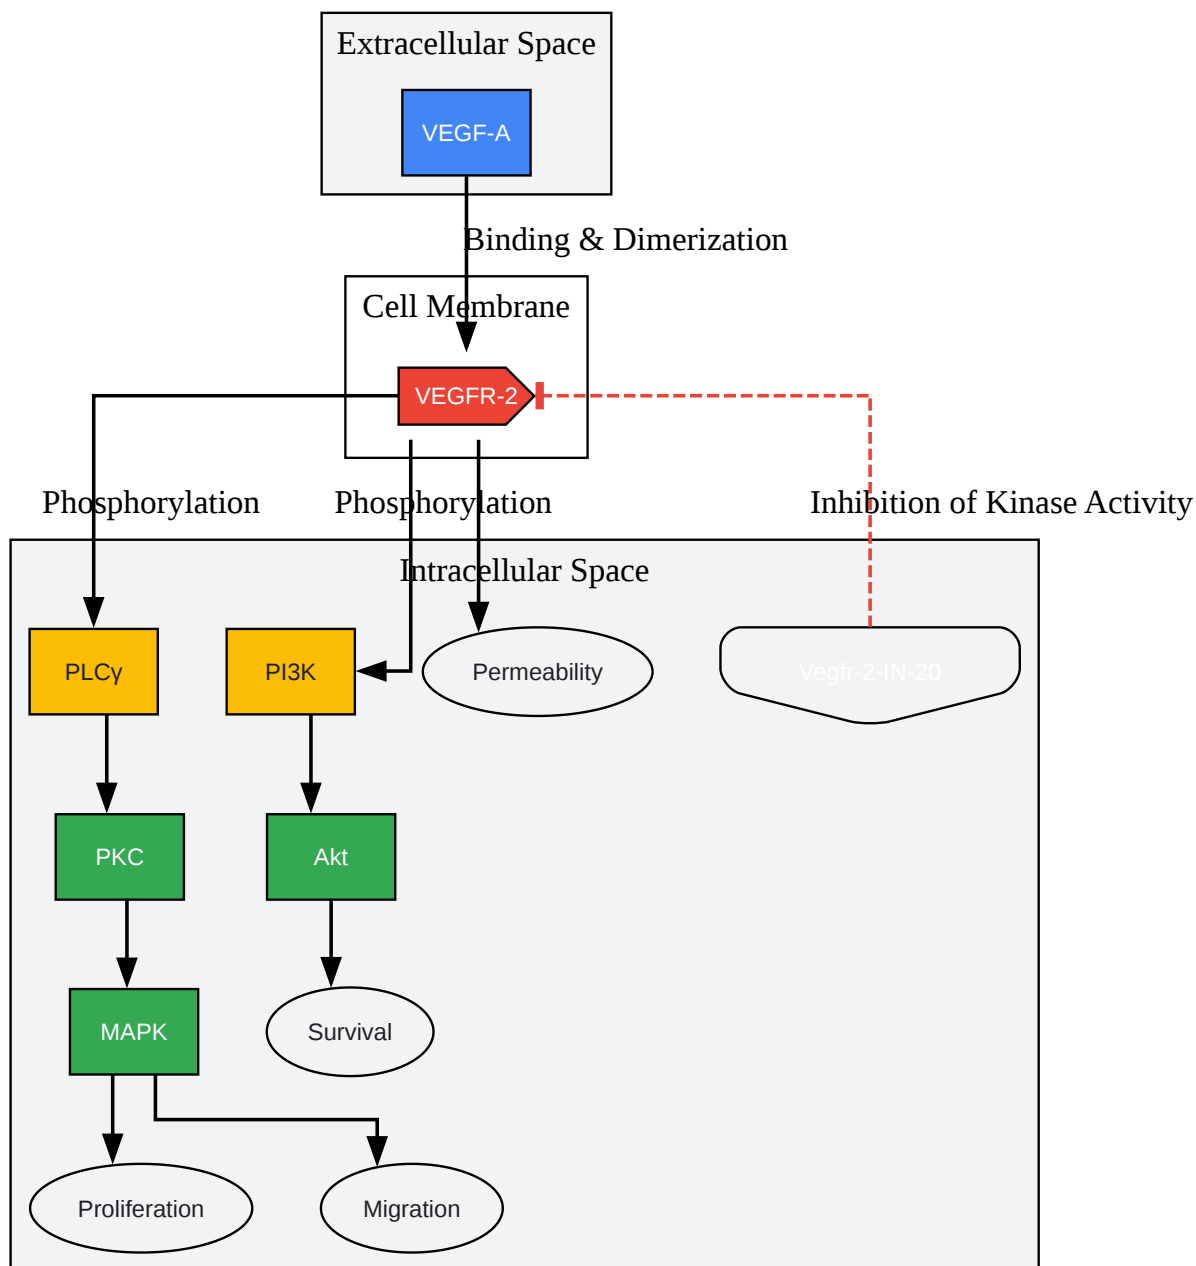 Extracellular Space
VEGF-A
Binding & Dimerization
Cell Membrane
VEGFR-2
Phosphorylation
Phosphorylation
Inhibition of Kinase Activity
Intracellular Space
PLCγ
PI3K
Permeability
Vegfr-2-IN-20
PKC
Akt
MAPK
Survival
Proliferation
Migration